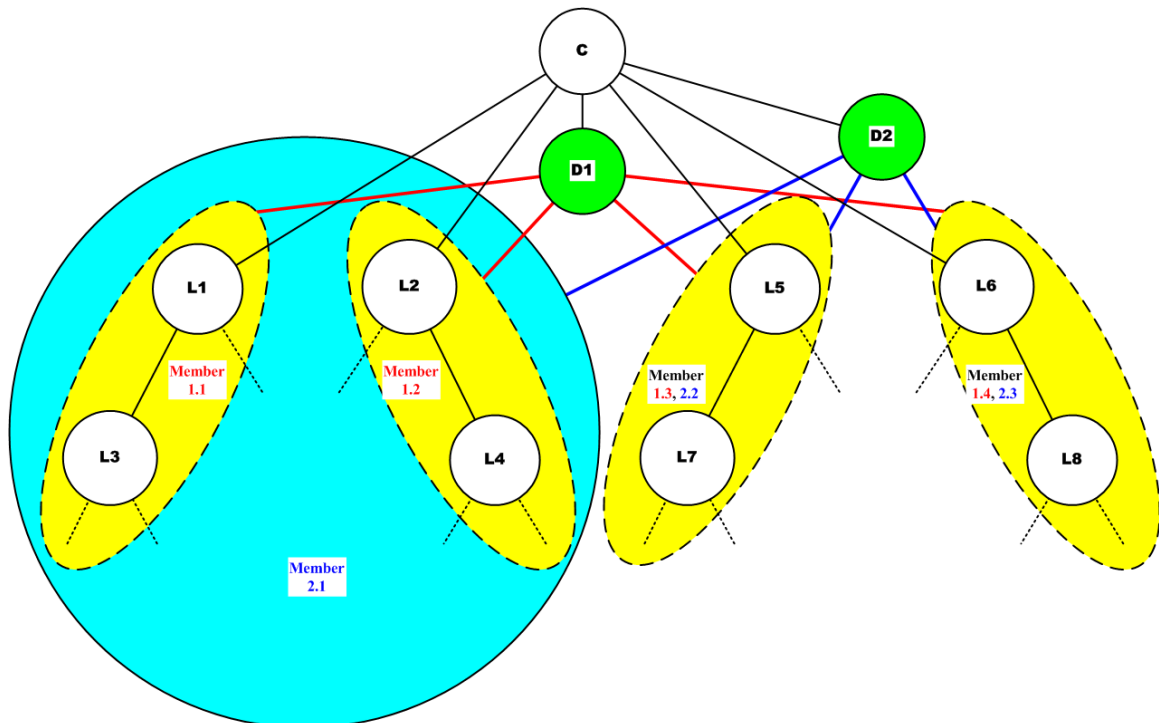 C
D2
D1
L1
L2
L5
L6
Member
1.1
Member
1.2
Member
1.3, 2.2
Member
1.4, 2.3
L3
L4
L7
L8
Member
2.1